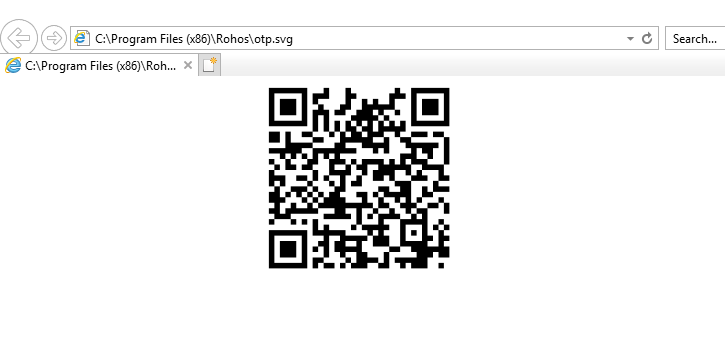 C:\Program Files (x86)\Rohos\otp.svg
Search...
C:\Program Files (x86)\Roh...